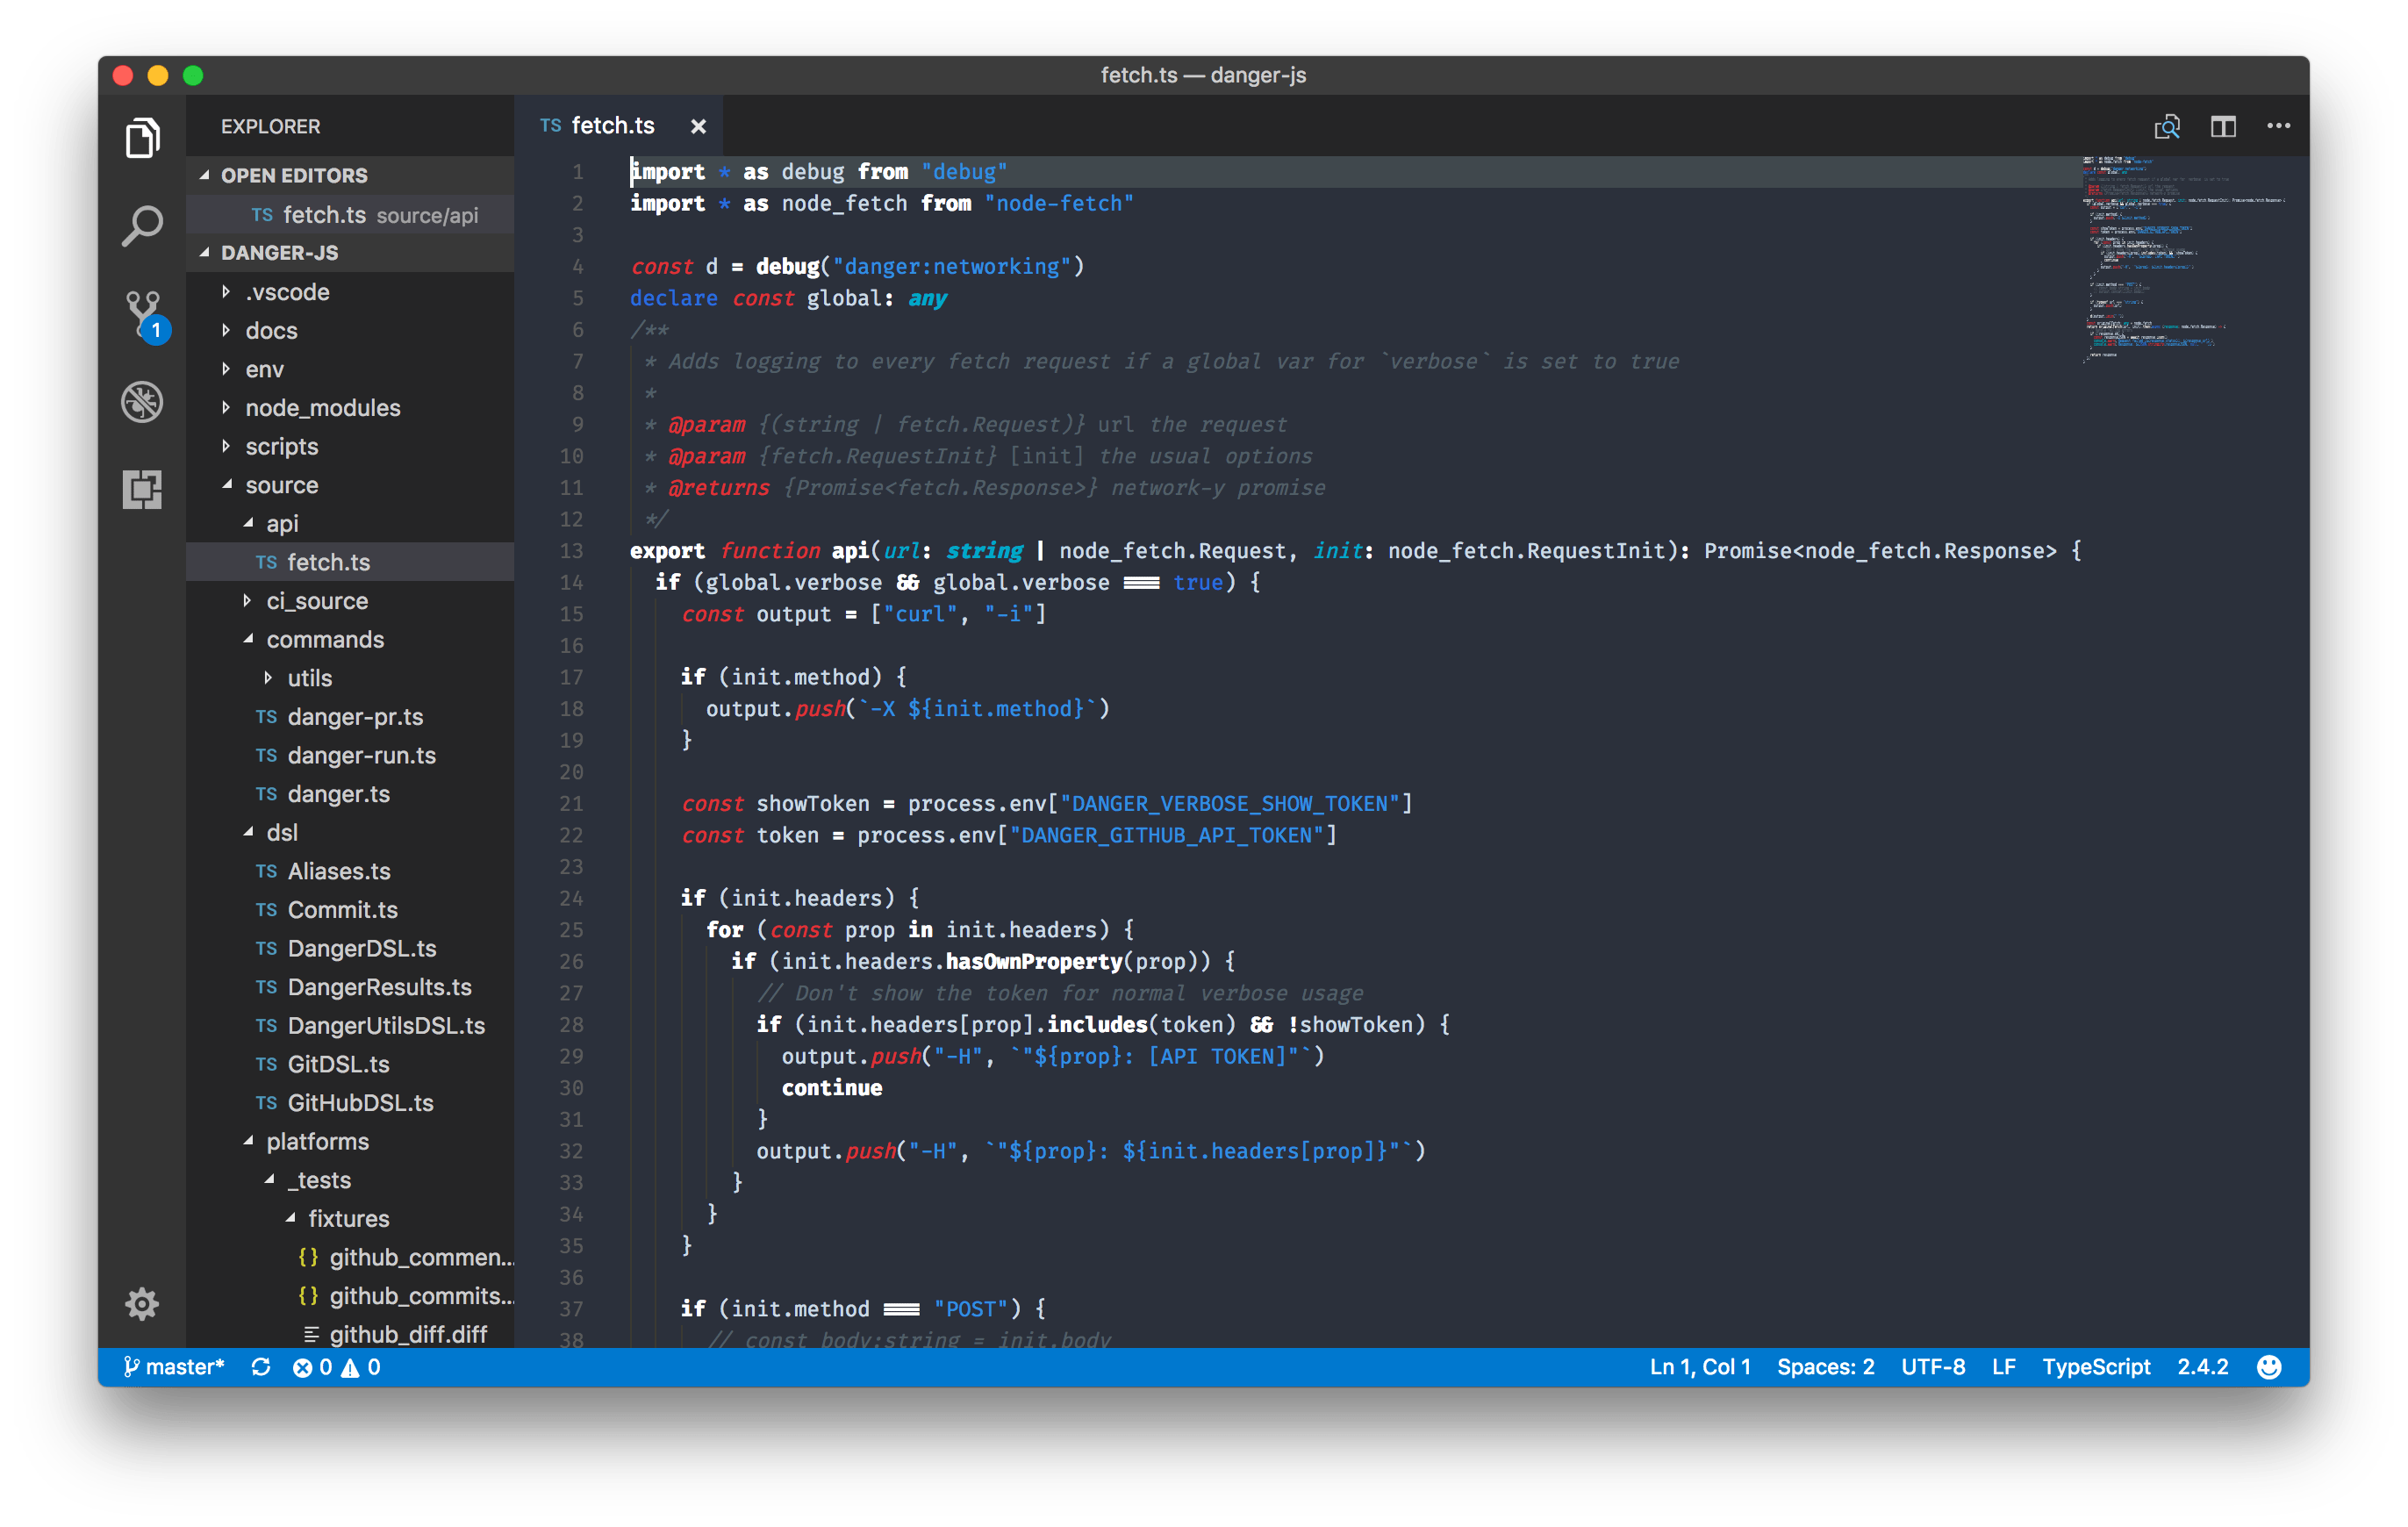 fetch.ts — danger-js
EXPLORER
OPEN EDITORS
TS fetch.ts source/api
DANGER-JS
.vscode
docs
env
node_modules
scripts
source
api
TS fetch.ts
ci_source
commands
utils
TS danger-pr.ts
TS danger-run.ts
TS danger.ts
dsl
TS Aliases.ts
TS Commit.ts
TS DangerDSL.ts
TS DangerResults.ts
TS DangerUtilsDSL.ts
TS GitDSL.ts
TS GitHubDSL.ts
platforms
_tests
fixtures
{} github_commen...
{} github_commits...
github_diff.diff
1
TS fetch.ts ×
1 import * as debug from "debug"
2 import * as node_fetch from "node-fetch"
3
4 const d = debug("danger:networking")
5 declare const global: any
6 /**
7 * Adds logging to every fetch request if a global var for `verbose` is set to true
8 *
9 * @param {(string | fetch.Request)} url the request
10 * @param {fetch.RequestInit} [init] the usual options
11 * @returns {Promise<fetch.Response>} network-y promise
12 */
13 export function api(url: string | node_fetch.Request, init: node_fetch.RequestInit): Promise<node_fetch.Response> {
14 if (global.verbose && global.verbose === true) {
15 const output = ["curl", "-i"]
16
17 if (init.method) {
18 output.push(`-X ${init.method}`)
19 }
20
21 const showToken = process.env["DANGER_VERBOSE_SHOW_TOKEN"]
22 const token = process.env["DANGER_GITHUB_API_TOKEN"]
23
24 if (init.headers) {
25 for (const prop in init.headers) {
26 if (init.headers.hasOwnProperty(prop)) {
27 // Don't show the token for normal verbose usage
28 if (init.headers[prop].includes(token) && !showToken) {
29 output.push("-H", `"${prop}: [API TOKEN]"`)
30 continue
31 }
32 output.push("-H", `"${prop}: ${init.headers[prop]}"`)
33 }
34 }
35 }
36
37 if (init.method === "POST") {
38 // const body:string = init.body
master* 0 0
Ln 1, Col 1 Spaces: 2 UTF-8 LF TypeScript 2.4.2